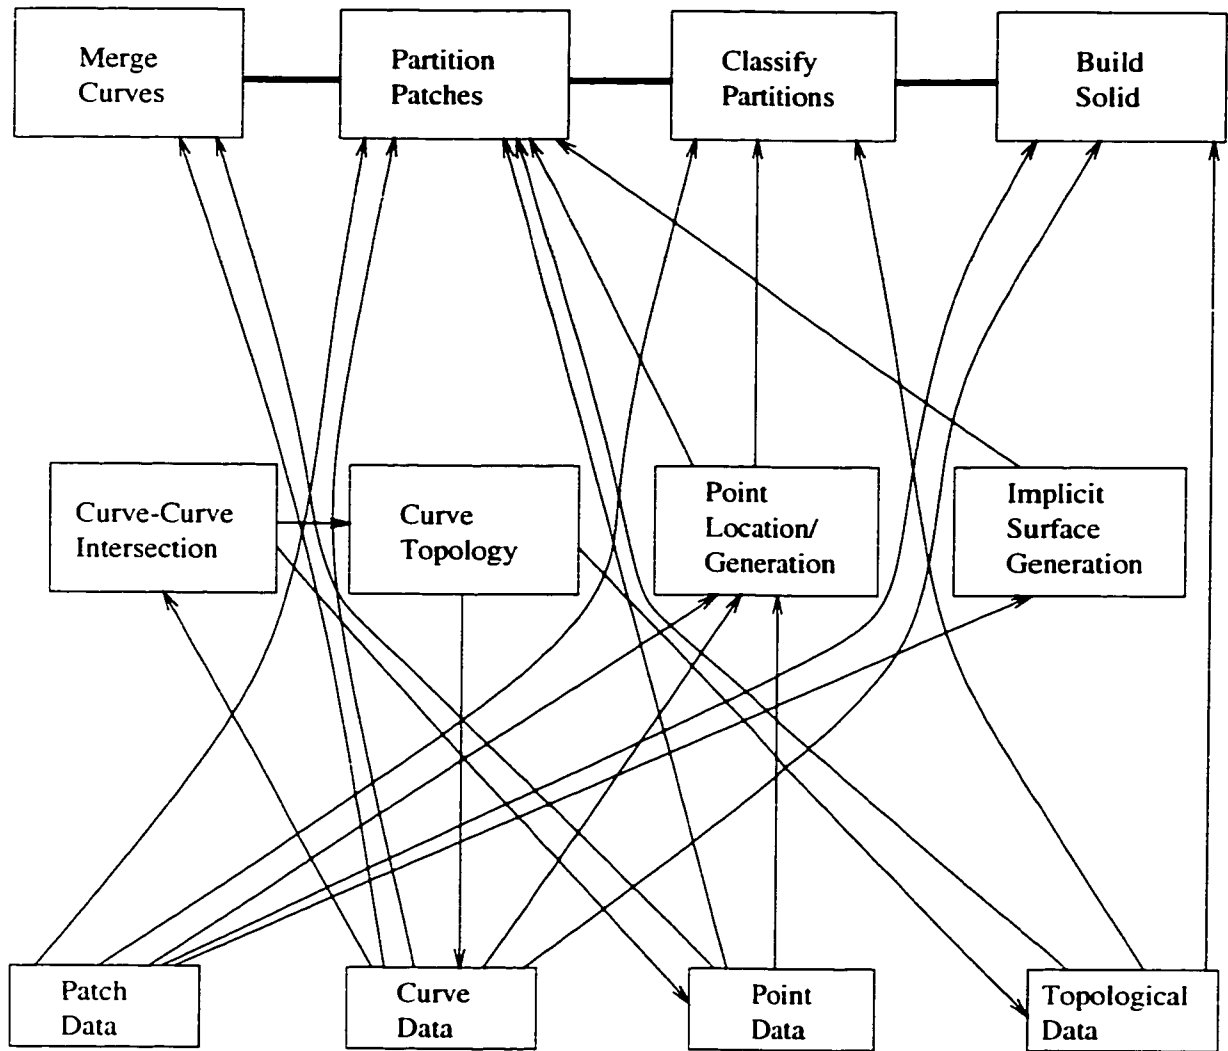 Merge
Curves
Partition
Patches
Classify
Partitions
Build
Solid
Curve-Curve
Intersection
Curve
Topology
Point
Location/
Generation
Implicit
Surface
Generation
Patch
Data
Curve
Data
Point
Data
Topological
Data